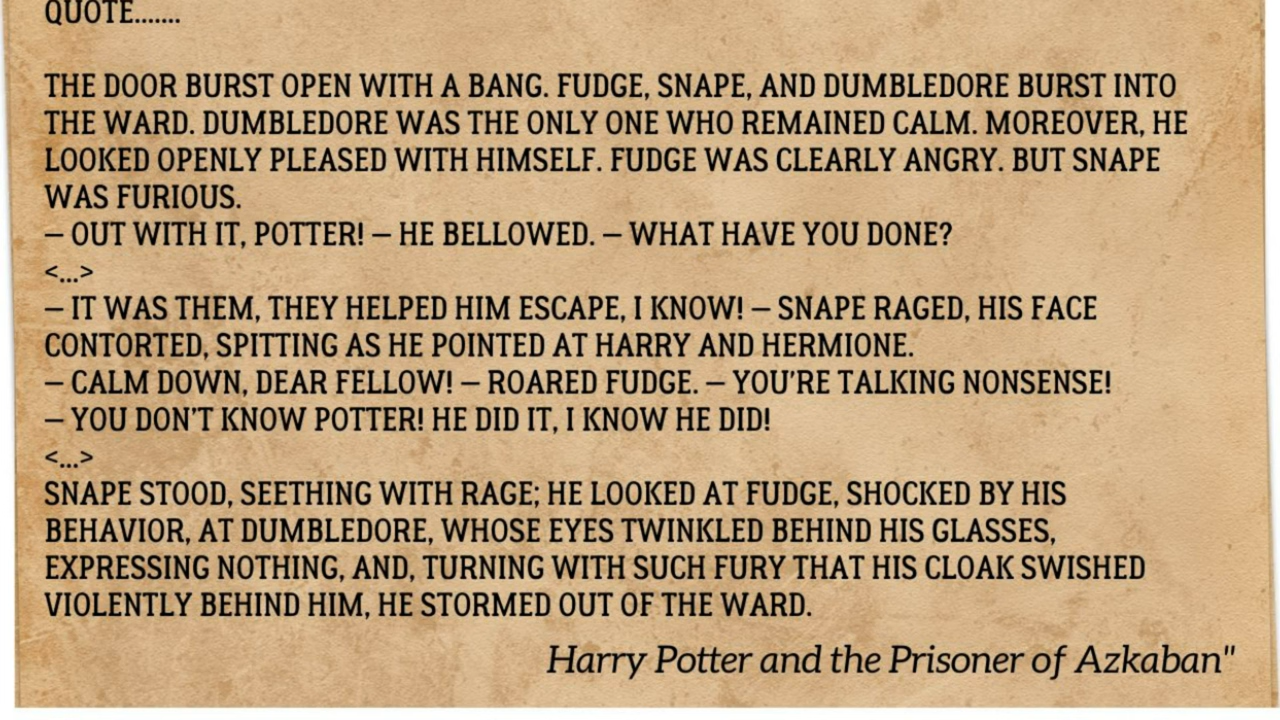 QUOTE.......
THE DOOR BURST OPEN WITH A BANG. FUDGE, SNAPE, AND DUMBLEDORE BURST INTO
THE WARD. DUMBLEDORE WAS THE ONLY ONE WHO REMAINED CALM. MOREOVER, HE
LOOKED OPENLY PLEASED WITH HIMSELF. FUDGE WAS CLEARLY ANGRY. BUT SNAPE
WAS FURIOUS.
– OUT WITH IT, POTTER! – HE BELLOWED. – WHAT HAVE YOU DONE?
<...>
– IT WAS THEM, THEY HELPED HIM ESCAPE, I KNOW! – SNAPE RAGED, HIS FACE
CONTORTED, SPITTING AS HE POINTED AT HARRY AND HERMIONE.
– CALM DOWN, DEAR FELLOW! – ROARED FUDGE. – YOU'RE TALKING NONSENSE!
– YOU DON'T KNOW POTTER! HE DID IT, I KNOW HE DID!
<...>
SNAPE STOOD, SEETHING WITH RAGE; HE LOOKED AT FUDGE, SHOCKED BY HIS
BEHAVIOR, AT DUMBLEDORE, WHOSE EYES TWINKLED BEHIND HIS GLASSES,
EXPRESSING NOTHING, AND, TURNING WITH SUCH FURY THAT HIS CLOAK SWISHED
VIOLENTLY BEHIND HIM, HE STORMED OUT OF THE WARD.
Harry Potter and the Prisoner of Azkaban"